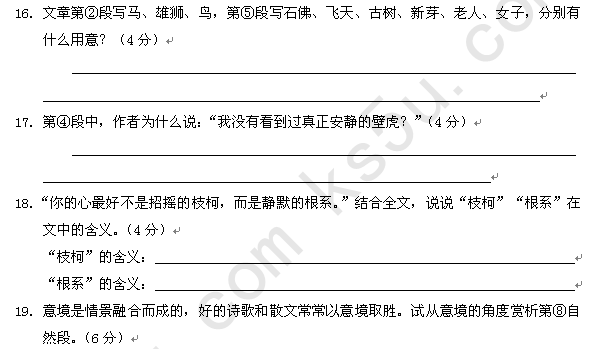 16. 文章第②段写马、雄狮、鸟，第⑤段写石佛、飞天、古树、新芽、老人、女子，分别有
什么用意？（4分）
17. 第④段中，作者为什么说：“我没有看到过真正安静的壁虎？”（4分）
18. “你的心最好不是招摇的枝柯，而是静默的根系。”结合全文，说说“枝柯”“根系”在
文中的含义。（4分）
“枝柯”的含义：
“根系”的含义：
19. 意境是情景融合而成的，好的诗歌和散文常常以意境取胜。试从意境的角度赏析第⑧自
然段。（6分）
com ks5u.com